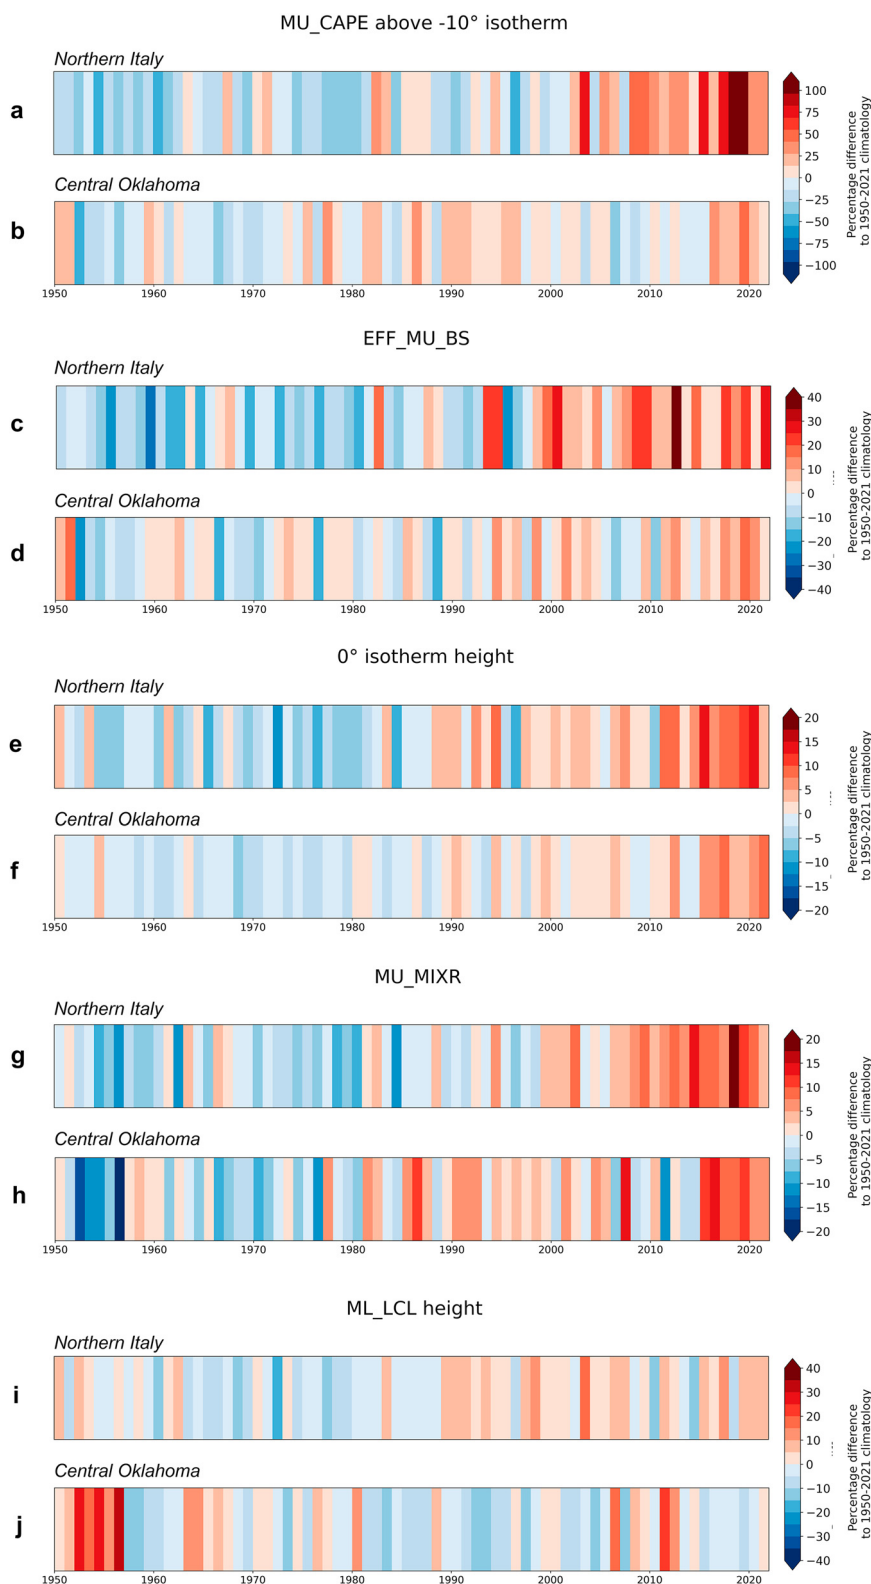 MU_CAPE above -10° isotherm
Northern Italy
a
Central Oklahoma
b
1950 1960 1970 1980 1990 2000 2010 2020
100
75
50
25
0
−25
−50
−75
−100
Percentage difference
to 1950-2021 climatology
EFF_MU_BS
Northern Italy
c
Central Oklahoma
d
1950 1960 1970 1980 1990 2000 2010 2020
40
30
20
10
0
−10
−20
−30
−40
Percentage difference
to 1950-2021 climatology
0° isotherm height
Northern Italy
e
Central Oklahoma
f
1950 1960 1970 1980 1990 2000 2010 2020
20
15
10
5
0
−5
−10
−15
−20
Percentage difference
to 1950-2021 climatology
MU_MIXR
Northern Italy
g
Central Oklahoma
h
1950 1960 1970 1980 1990 2000 2010 2020
20
15
10
5
0
−5
−10
−15
−20
Percentage difference
to 1950-2021 climatology
ML_LCL height
Northern Italy
i
Central Oklahoma
j
1950 1960 1970 1980 1990 2000 2010 2020
40
30
20
10
0
−10
−20
−30
−40
Percentage difference
to 1950-2021 climatology